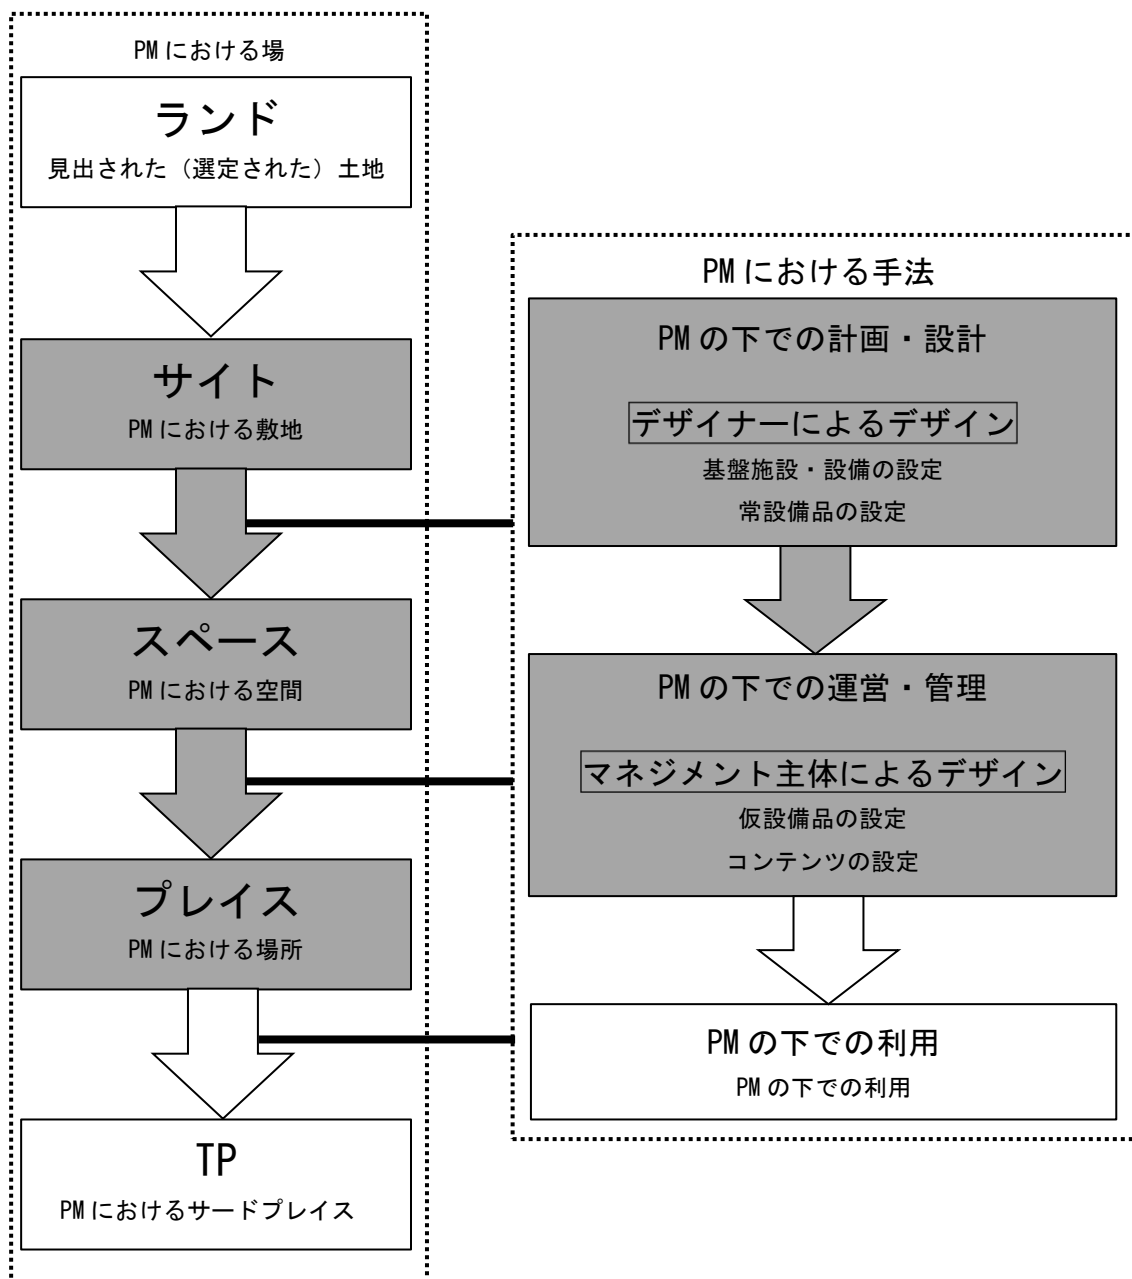 PMにおける場
ランド
見出された（選定された）土地
サイト
PMにおける敷地
スペース
PMにおける空間
プレイス
PMにおける場所
TP
PMにおけるサードプレイス
PMにおける手法
PMの下での計画・設計
デザイナーによるデザイン
基盤施設・設備の設定
常設備品の設定
PMの下での運営・管理
マネジメント主体によるデザイン
仮設備品の設定
コンテンツの設定
PMの下での利用
PMの下での利用